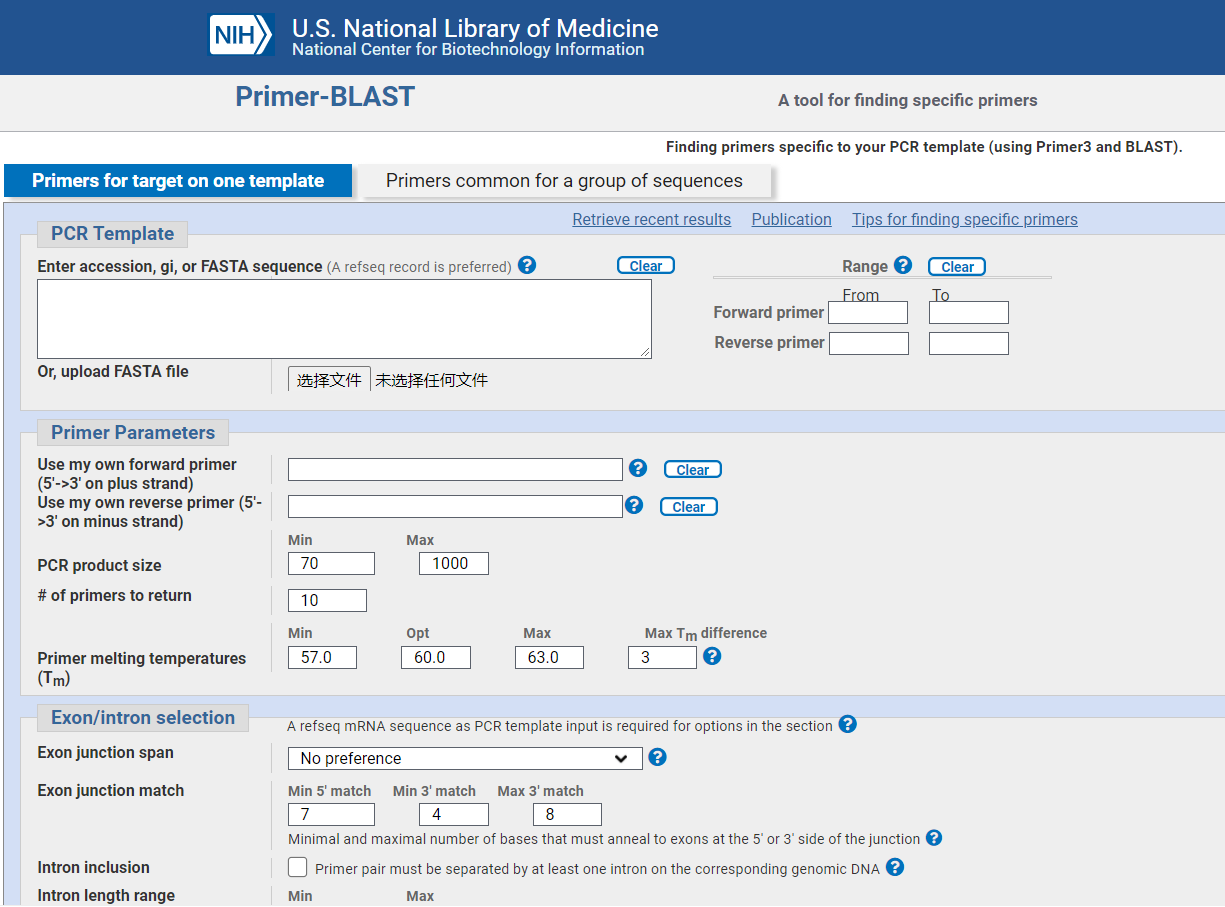 NIH U.S. National Library of Medicine
National Center for Biotechnology Information
Primer-BLAST A tool for finding specific primers
Finding primers specific to your PCR template (using Primer3 and BLAST).
Primers for target on one template Primers common for a group of sequences
Retrieve recent results Publication Tips for finding specific primers
PCR Template
Enter accession, gi, or FASTA sequence (A refseq record is preferred) ? Clear Range ? Clear
From To
Forward primer
Reverse primer
Or, upload FASTA file 选择文件 未选择任何文件
Primer Parameters
Use my own forward primer
(5'->3' on plus strand) ? Clear
Use my own reverse primer (5'-
>3' on minus strand) ? Clear
Min Max
PCR product size 70 1000
# of primers to return 10
Min Opt Max Max Tm difference
Primer melting temperatures 57.0 60.0 63.0 3 ?
(Tm)
Exon/intron selection
A refseq mRNA sequence as PCR template input is required for options in the section ?
Exon junction span No preference ?
Exon junction match Min 5' match Min 3' match Max 3' match
7 4 8
Minimal and maximal number of bases that must anneal to exons at the 5' or 3' side of the junction ?
Intron inclusion Primer pair must be separated by at least one intron on the corresponding genomic DNA ?
Intron length range Min Max